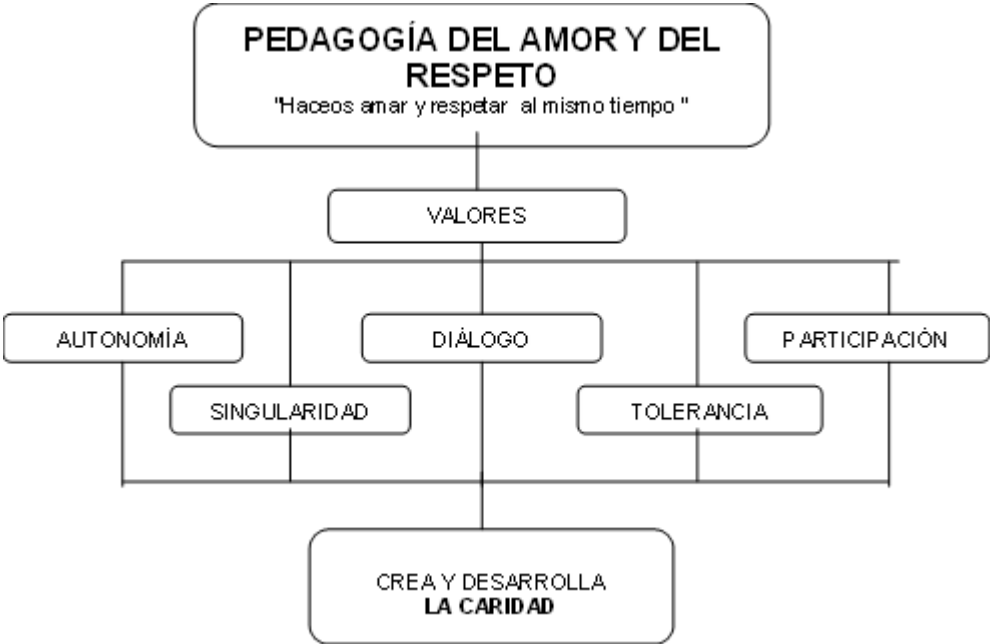 PEDAGOGÍA DEL AMOR Y DEL
RESPETO
"Haceos amar y respetar al mismo tiempo "
VALORES
AUTONOMÍA
DIÁLOGO
PARTICIPACIÓN
SINGULARIDAD
TOLERANCIA
CREA Y DESARROLLA
LA CARIDAD